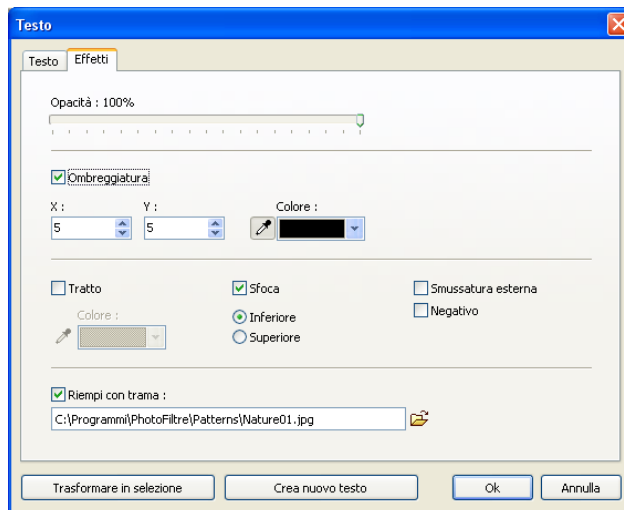 Testo
Testo Effetti
Opacità : 100%
Ombreggiatura
X : Y : Colore :
5 5
Tratto Sfoca Smussatura esterna
Colore : Inferiore Negativo
Superiore
Riempi con trama :
C:\Programmi\PhotoFiltre\Patterns\Nature01.jpg
Trasformare in selezione Crea nuovo testo Ok Annulla